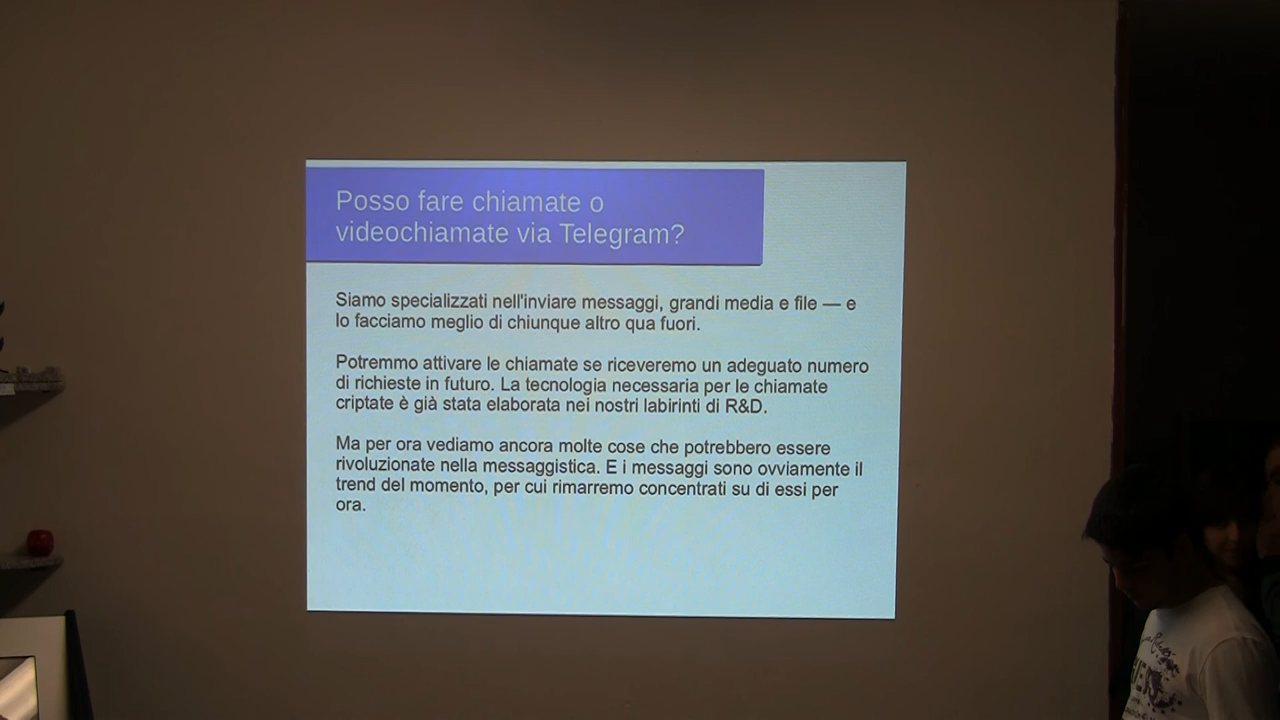 Posso fare chiamate o
videochiamate via Telegram?
Siamo specializzati nell'inviare messaggi, grandi media e file — e
lo facciamo meglio di chiunque altro qua fuori.
Potremmo attivare le chiamate se riceveremo un adeguato numero
di richieste in futuro. La tecnologia necessaria per le chiamate
criptate è già stata elaborata nei nostri labirinti di R&D.
Ma per ora vediamo ancora molte cose che potrebbero essere
rivoluzionate nella messaggistica. E i messaggi sono ovviamente il
trend del momento, per cui rimarremo concentrati su di essi per
ora.